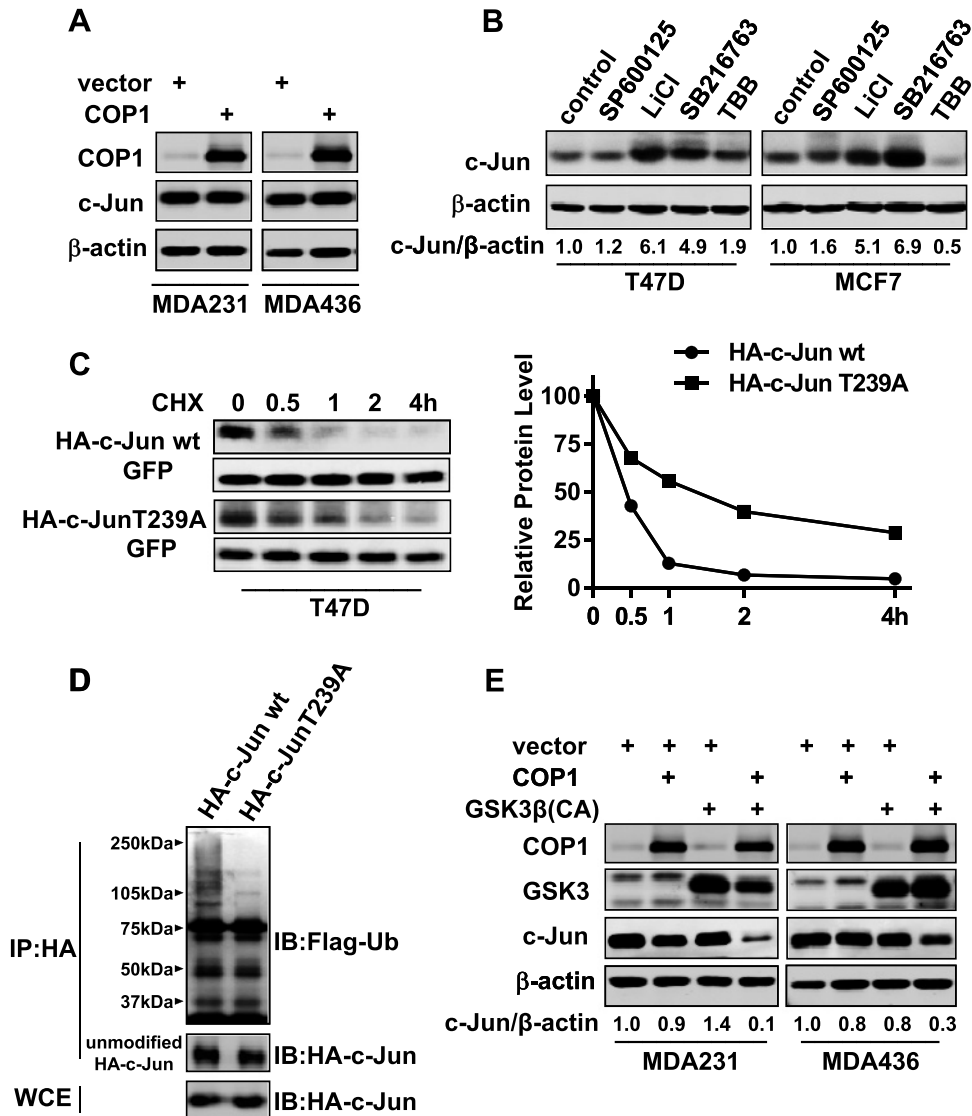 A
vector + +
COP1 + +
COP1
c-Jun
β-actin
MDA231 MDA436
B
control SP600125 LiCl SB216763 TBB control SP600125 LiCl SB216763 TBB
c-Jun
β-actin
c-Jun/β-actin 1.0 1.2 6.1 4.9 1.9 1.0 1.6 5.1 6.9 0.5
T47D MCF7
C
CHX 0 0.5 1 2 4h
HA-c-Jun wt
GFP
HA-c-JunT239A
GFP
T47D
HA-c-Jun wt
HA-c-Jun T239A
Relative Protein Level
100
75
50
25
0
0 0.5 1 2 4h
D
HA-c-Jun wt
HA-c-JunT239A
250kDa
105kDa
75kDa
50kDa
37kDa
IP:HA
IB:Flag-Ub
unmodified
HA-c-Jun
IB:HA-c-Jun
WCE
IB:HA-c-Jun
E
vector + + + + + +
COP1 + + + +
GSK3β(CA) + + + +
COP1
GSK3
c-Jun
β-actin
c-Jun/β-actin 1.0 0.9 1.4 0.1 1.0 0.8 0.8 0.3
MDA231 MDA436